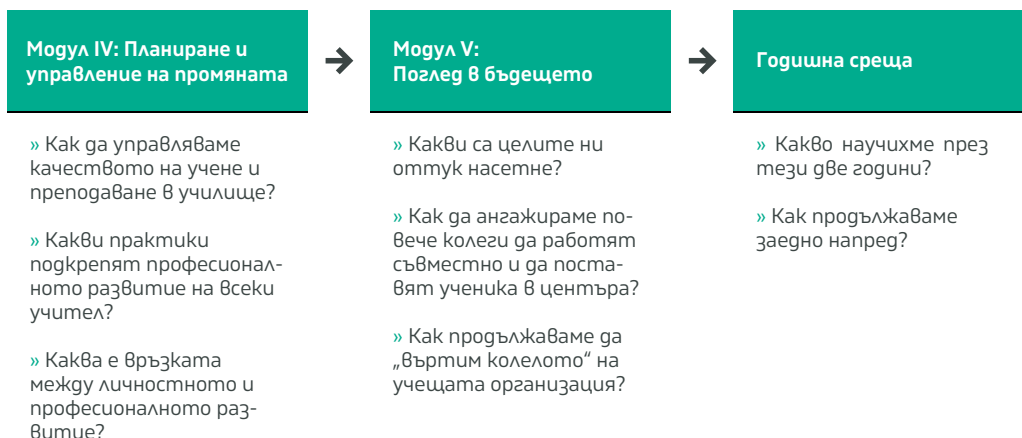 Модул IV: Планиране и
управление на промяната
» Как да управляваме
качеството на учене и
преподаване в училище?
» Какви практики
подкрепят професионал-
ното развитие на всеки
учител?
» Каква е връзката
между личностното и
професионалното раз-
витие?
Модул V:
Поглед в бъдещето
» Какви са целите ни
оттук насетне?
» Как да ангажираме по-
вече колеги да работят
съвместно и да поста-
вят ученика в центъра?
» Как продължаваме да
„въртим колелото“ на
учещата организация?
Годишна среща
» Какво научихме през
тези две години?
» Как продължаваме
заедно напред?